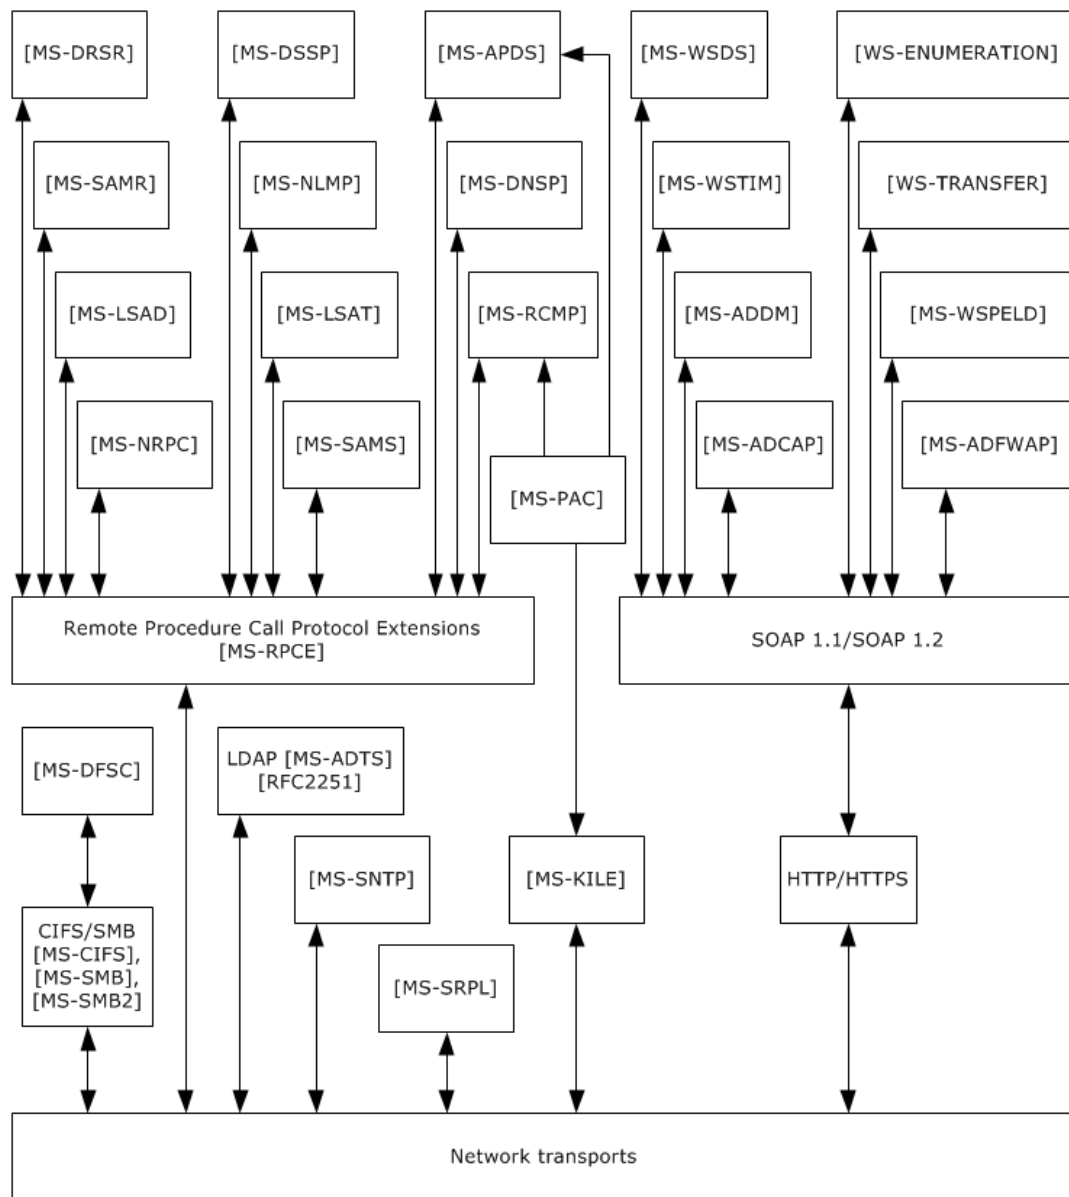 [MS-DRSR]
[MS-DSSP]
[MS-APDS]
[MS-WSDS]
[WS-ENUMERATION]
[MS-SAMR]
[MS-NLMP]
[MS-DNSP]
[MS-WSTIM]
[WS-TRANSFER]
[MS-LSAD]
[MS-LSAT]
[MS-RCMP]
[MS-ADDM]
[MS-WSPELD]
[MS-NRPC]
[MS-SAMS]
[MS-PAC]
[MS-ADCAP]
[MS-ADFWAP]
Remote Procedure Call Protocol Extensions
[MS-RPCE]
SOAP 1.1/SOAP 1.2
[MS-DFSC]
LDAP [MS-ADTS]
[RFC2251]
[MS-SNTP]
[MS-KILE]
HTTP/HTTPS
CIFS/SMB
[MS-CIFS],
[MS-SMB],
[MS-SMB2]
[MS-SRPL]
Network transports